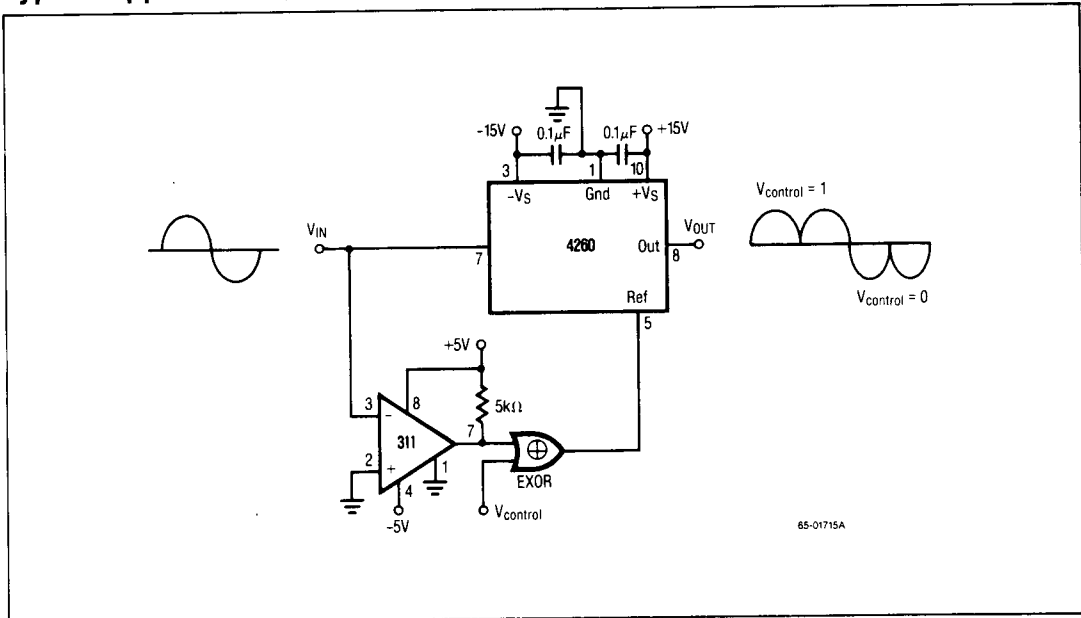 -15V
0.1μF
0.1μF
+15V
3
1
10
-VS
Gnd
+VS
VIN
7
4260
Out
VOUT
8
Ref
5
Vcontrol = 1
Vcontrol = 0
+5V
5kΩ
3
-
8
311
7
2
+
1
4
-5V
⊕
EXOR
Vcontrol
65-01715A